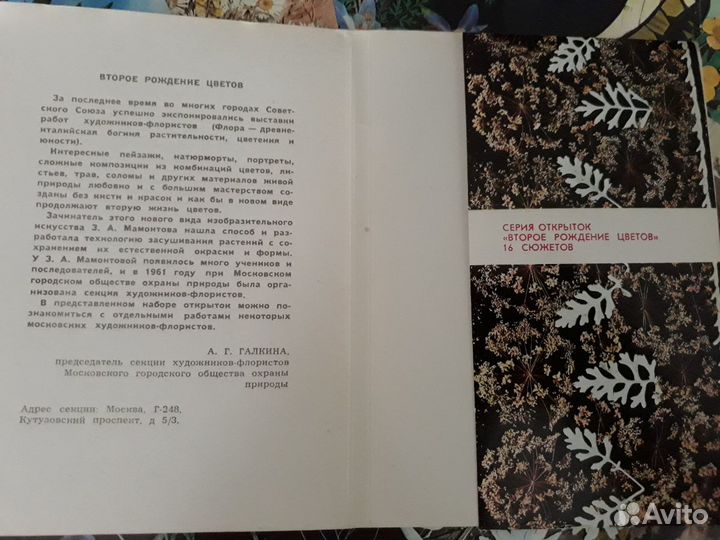 ВТОРОЕ РОЖДЕНИЕ ЦВЕТОВ
За последнее время во многих городах Совет-
ского Союза успешно экспонировались выставки
работ художников-флористов (Флора — древне-
италийская богиня растительности, цветения и
юности).
Интересные пейзажи, натюрморты, портреты,
сложные композиции из комбинаций цветов, ли-
стьев, трав, соломы и других материалов живой
природы любовно и с большим мастерством со-
зданы без кисти и красок и как бы в новом виде
продолжают вторую жизнь цветов.
Зачинатель этого нового вида изобразительного
искусства З. А. Мамонтова нашла способ и раз-
работала технологию засушивания растений с со-
хранением их естественной окраски и формы.
У З. А. Мамонтовой появилось много учеников и
последователей, и в 1961 году при Московском
городском обществе охраны природы была ор-
ганизована секция художников-флористов.
В представленном наборе открыток можно по-
знакомиться с отдельными работами некоторых
московских художников-флористов.
А. Г. ГАЛКИНА,
председатель секции художников-флористов
Московского городского общества охраны
природы
Адрес секции: Москва, Г-248,
Кутузовский проспект, д 5/3.
СЕРИЯ ОТКРЫТОК
«ВТОРОЕ РОЖДЕНИЕ ЦВЕТОВ»
16 СЮЖЕТОВ
Avito